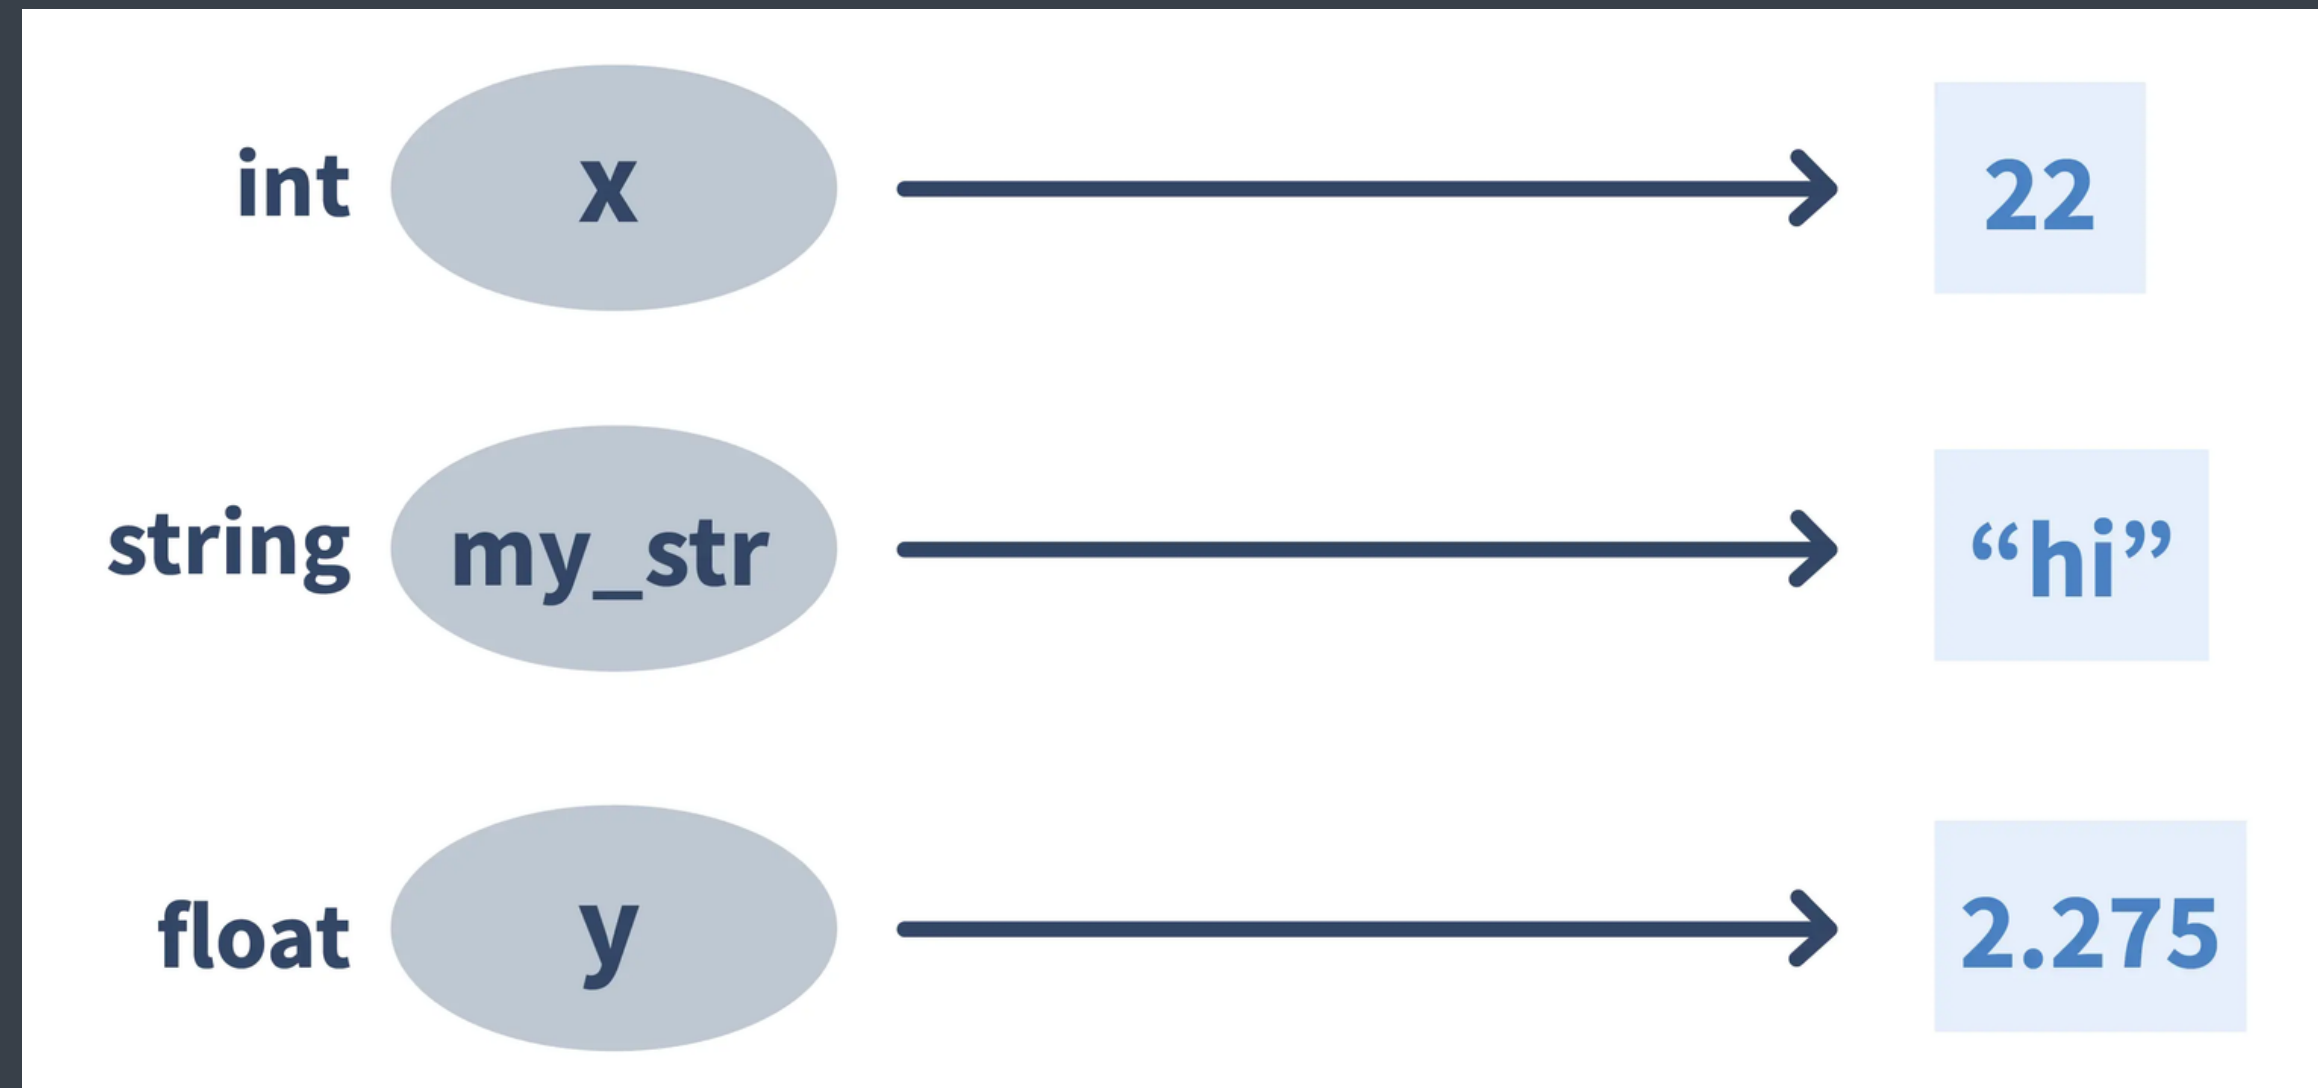 int x 22
string my_str “hi”
float y 2.275